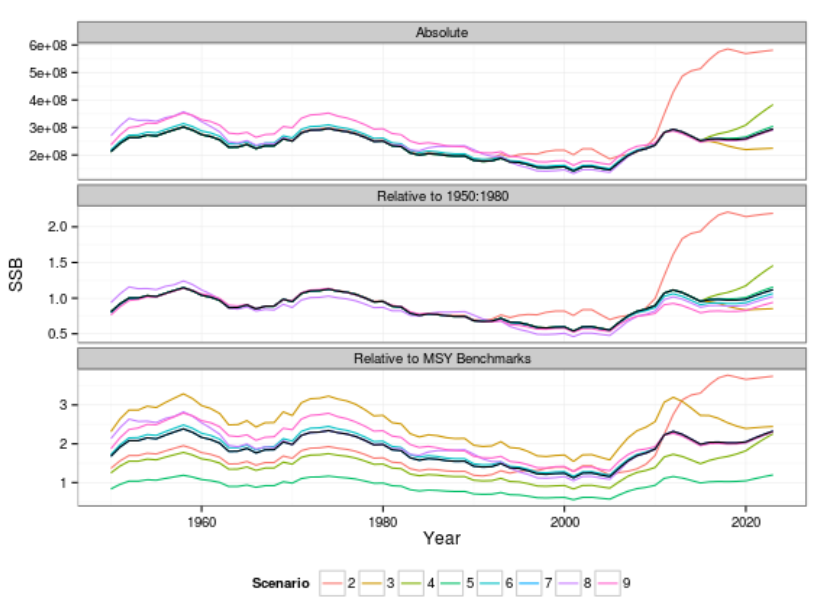 Absolute
6e+08
5e+08
4e+08
3e+08
2e+08
Relative to 1950:1980
2.0
1.5
1.0
0.5
SSB
Relative to MSY Benchmarks
3
2
1
1960 1980 2000 2020
Year
Scenario 2 3 4 5 6 7 8 9